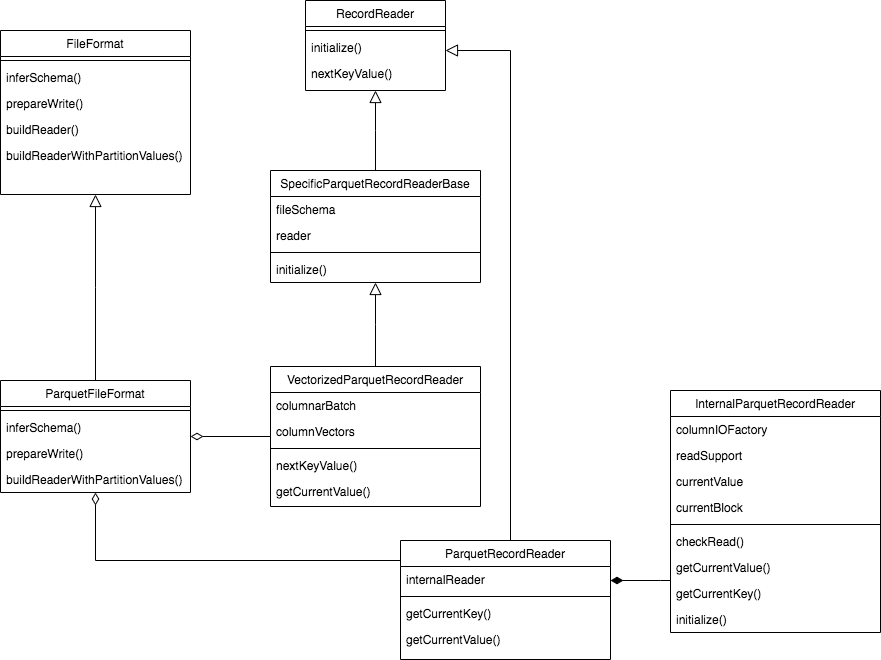 RecordReader
initialize()
nextKeyValue()
FileFormat
inferSchema()
prepareWrite()
buildReader()
buildReaderWithPartitionValues()
SpecificParquetRecordReaderBase
fileSchema
reader
initialize()
ParquetFileFormat
inferSchema()
prepareWrite()
buildReaderWithPartitionValues()
VectorizedParquetRecordReader
columnarBatch
columnVectors
nextKeyValue()
getCurrentValue()
InternalParquetRecordReader
columnIOFactory
readSupport
currentValue
currentBlock
checkRead()
getCurrentValue()
getCurrentKey()
initialize()
ParquetRecordReader
internalReader
getCurrentKey()
getCurrentValue()